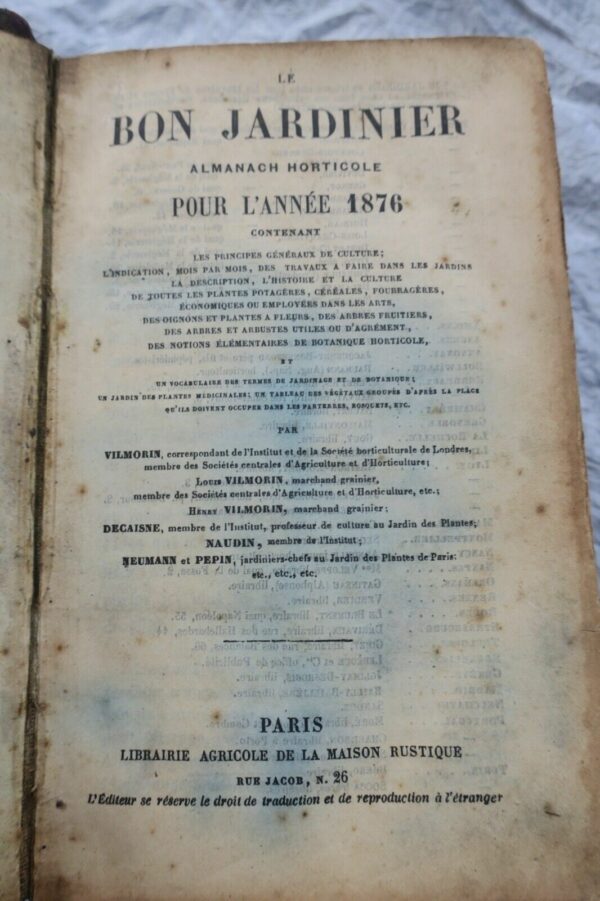 LE
BON JARDINIER
ALMANACH HORTICOLE
POUR L'ANNÉE 1876
CONTENANT
LES PRINCIPES GÉNÉRAUX DE CULTURE;
L'INDICATION, MOIS PAR MOIS, DES TRAVAUX A FAIRE DANS LES JARDINS
LA DESCRIPTION, L'HISTOIRE ET LA CULTURE
DE TOUTES LES PLANTES POTAGÈRES, CÉRÉALES, FOURRAGÈRES,
ÉCONOMIQUES OU EMPLOYÉES DANS LES ARTS,
DES OIGNONS ET PLANTES A FLEURS, DES ARBRES FRUITIERS,
DES ARBRES ET ARBUSTES UTILES OU D'AGRÉMENT,
DES NOTIONS ÉLÉMENTAIRES DE BOTANIQUE HORTICOLE,
ET
UN VOCABULAIRE DES TERMES DE JARDINAGE ET DE BOTANIQUE;
UN JARDIN DES PLANTES MÉDICINALES; UN TABLEAU DES VÉGÉTAUX GROUPÉS D'APRÈS LA PLACE
QU'ILS DOIVENT OCCUPER DANS LES PARTERRES, BOSQUETS, ETC.
PAR
VILMORIN, correspondant de l'Institut et de la Société horticulturale de Londres,
membre des Sociétés centrales d'Agriculture et d'Horticulture;
LOUIS VILMORIN, marchand grainier,
membre des Sociétés centrales d'Agriculture et d'Horticulture, etc.;
HENRY VILMORIN, marchand grainier;
DECAISNE, membre de l'Institut, professeur de culture au Jardin des Plantes;
NAUDIN, membre de l'Institut;
NEUMANN et PEPIN, jardiniers-chefs au Jardin des Plantes de Paris:
etc., etc., etc.
PARIS
LIBRAIRIE AGRICOLE DE LA MAISON RUSTIQUE
RUE JACOB, N. 26
L'Éditeur se réserve le droit de traduction et de reproduction à l'étranger